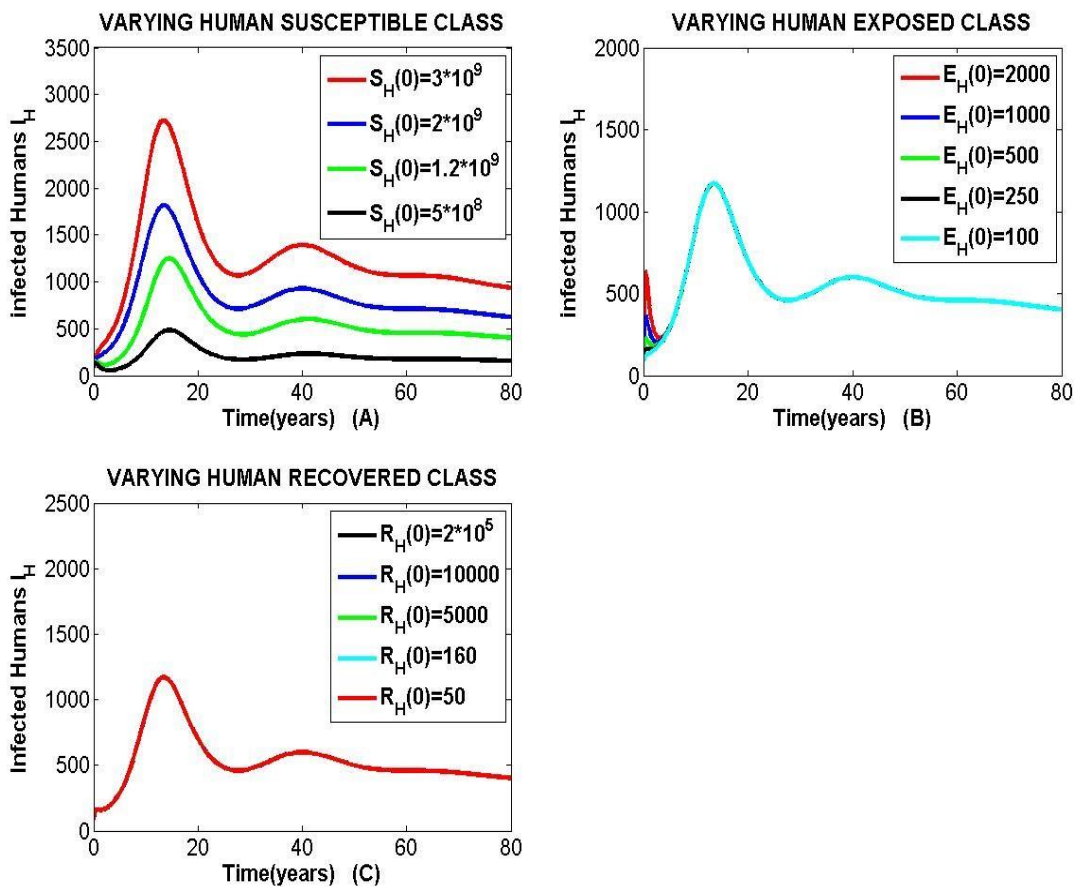 VARYING HUMAN SUSCEPTIBLE CLASS
infected Humans I_H
3500
3000
2500
2000
1500
1000
500
0
S_H(0)=3*10^9
S_H(0)=2*10^9
S_H(0)=1.2*10^9
S_H(0)=5*10^8
0 20 40 60 80
Time(years) (A)
VARYING HUMAN EXPOSED CLASS
infected Humans I_H
2000
1500
1000
500
0
E_H(0)=2000
E_H(0)=1000
E_H(0)=500
E_H(0)=250
E_H(0)=100
0 20 40 60 80
Time(years) (B)
VARYING HUMAN RECOVERED CLASS
Infected Humans I_H
2500
2000
1500
1000
500
0
R_H(0)=2*10^5
R_H(0)=10000
R_H(0)=5000
R_H(0)=160
R_H(0)=50
0 20 40 60 80
Time(years) (C)